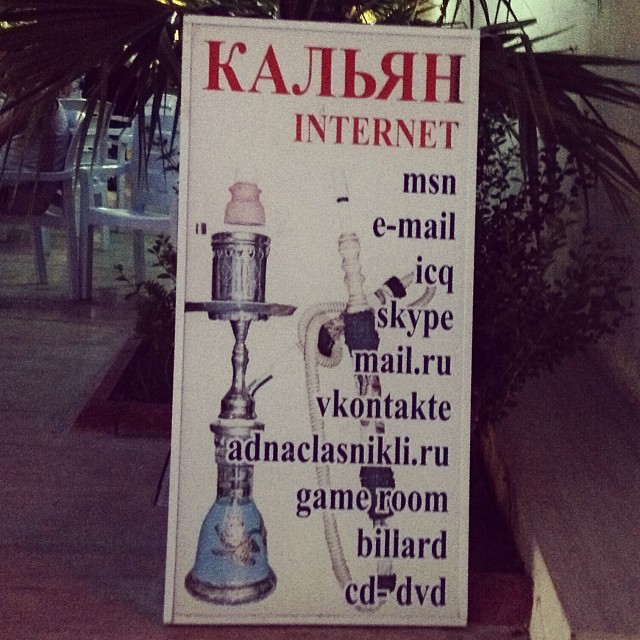 КАЛЬЯН
INTERNET
msn
e-mail
icq
skype
mail.ru
vkontakte
adnaclasnikli.ru
game room
billard
cd- dvd